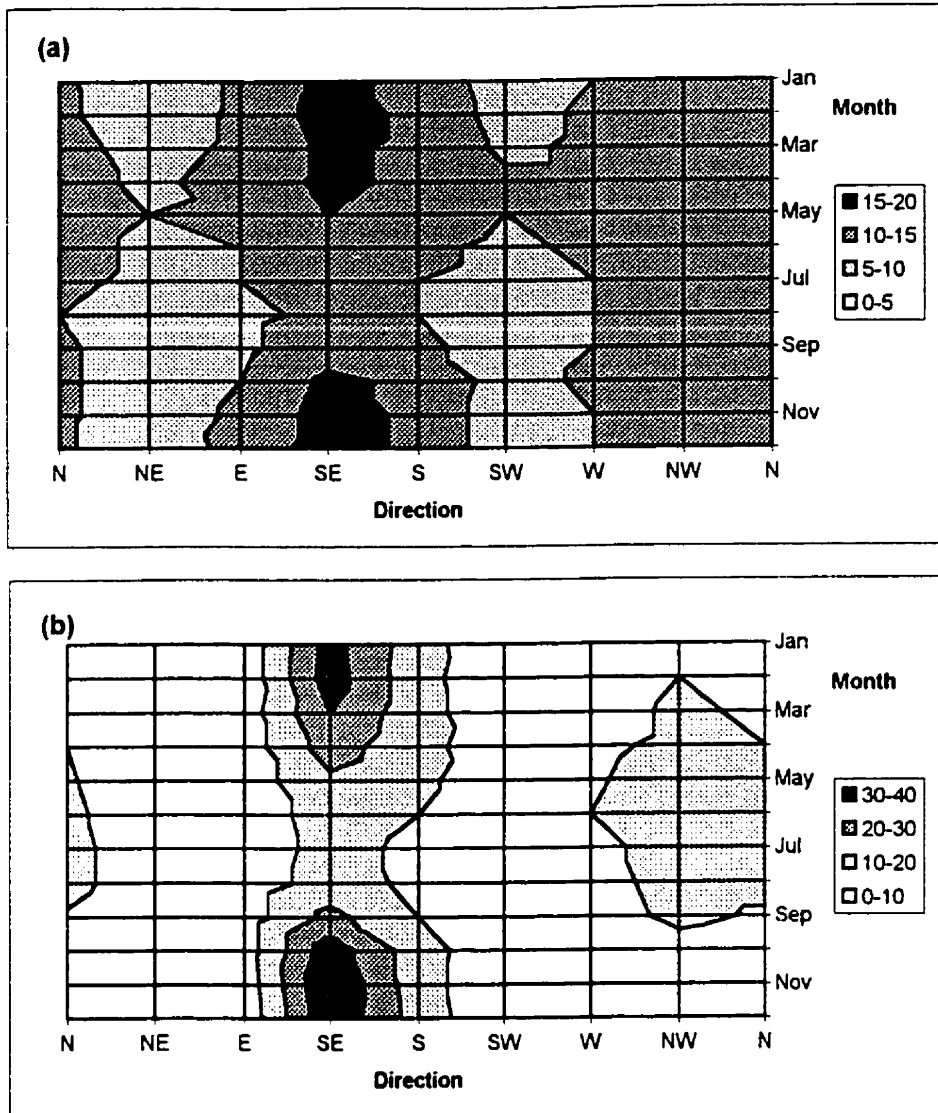 (a)
Jan
Month
Mar
May
Jul
Sep
Nov
15-20
10-15
5-10
0-5
N NE E SE S SW W NW N
Direction
(b)
Jan
Month
Mar
May
Jul
Sep
Nov
30-40
20-30
10-20
0-10
N NE E SE S SW W NW N
Direction